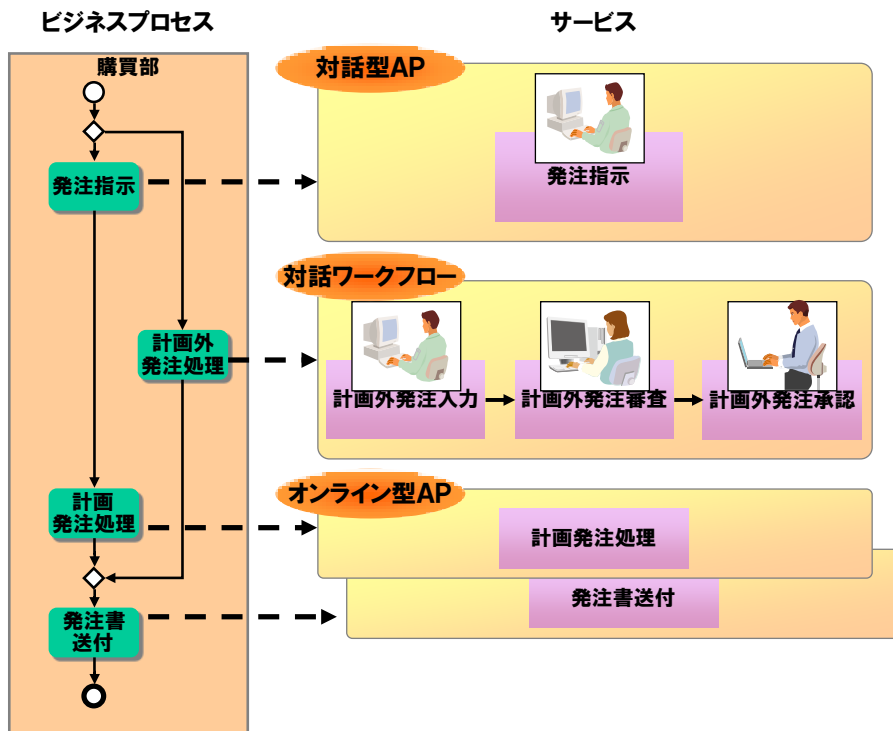 ビジネスプロセス
サービス
購買部
対話型AP
発注指示
発注指示
対話ワークフロー
計画外
発注処理
計画外発注入力
計画外発注審査
計画外発注承認
オンライン型AP
計画
発注処理
計画発注処理
発注書
送付
発注書送付